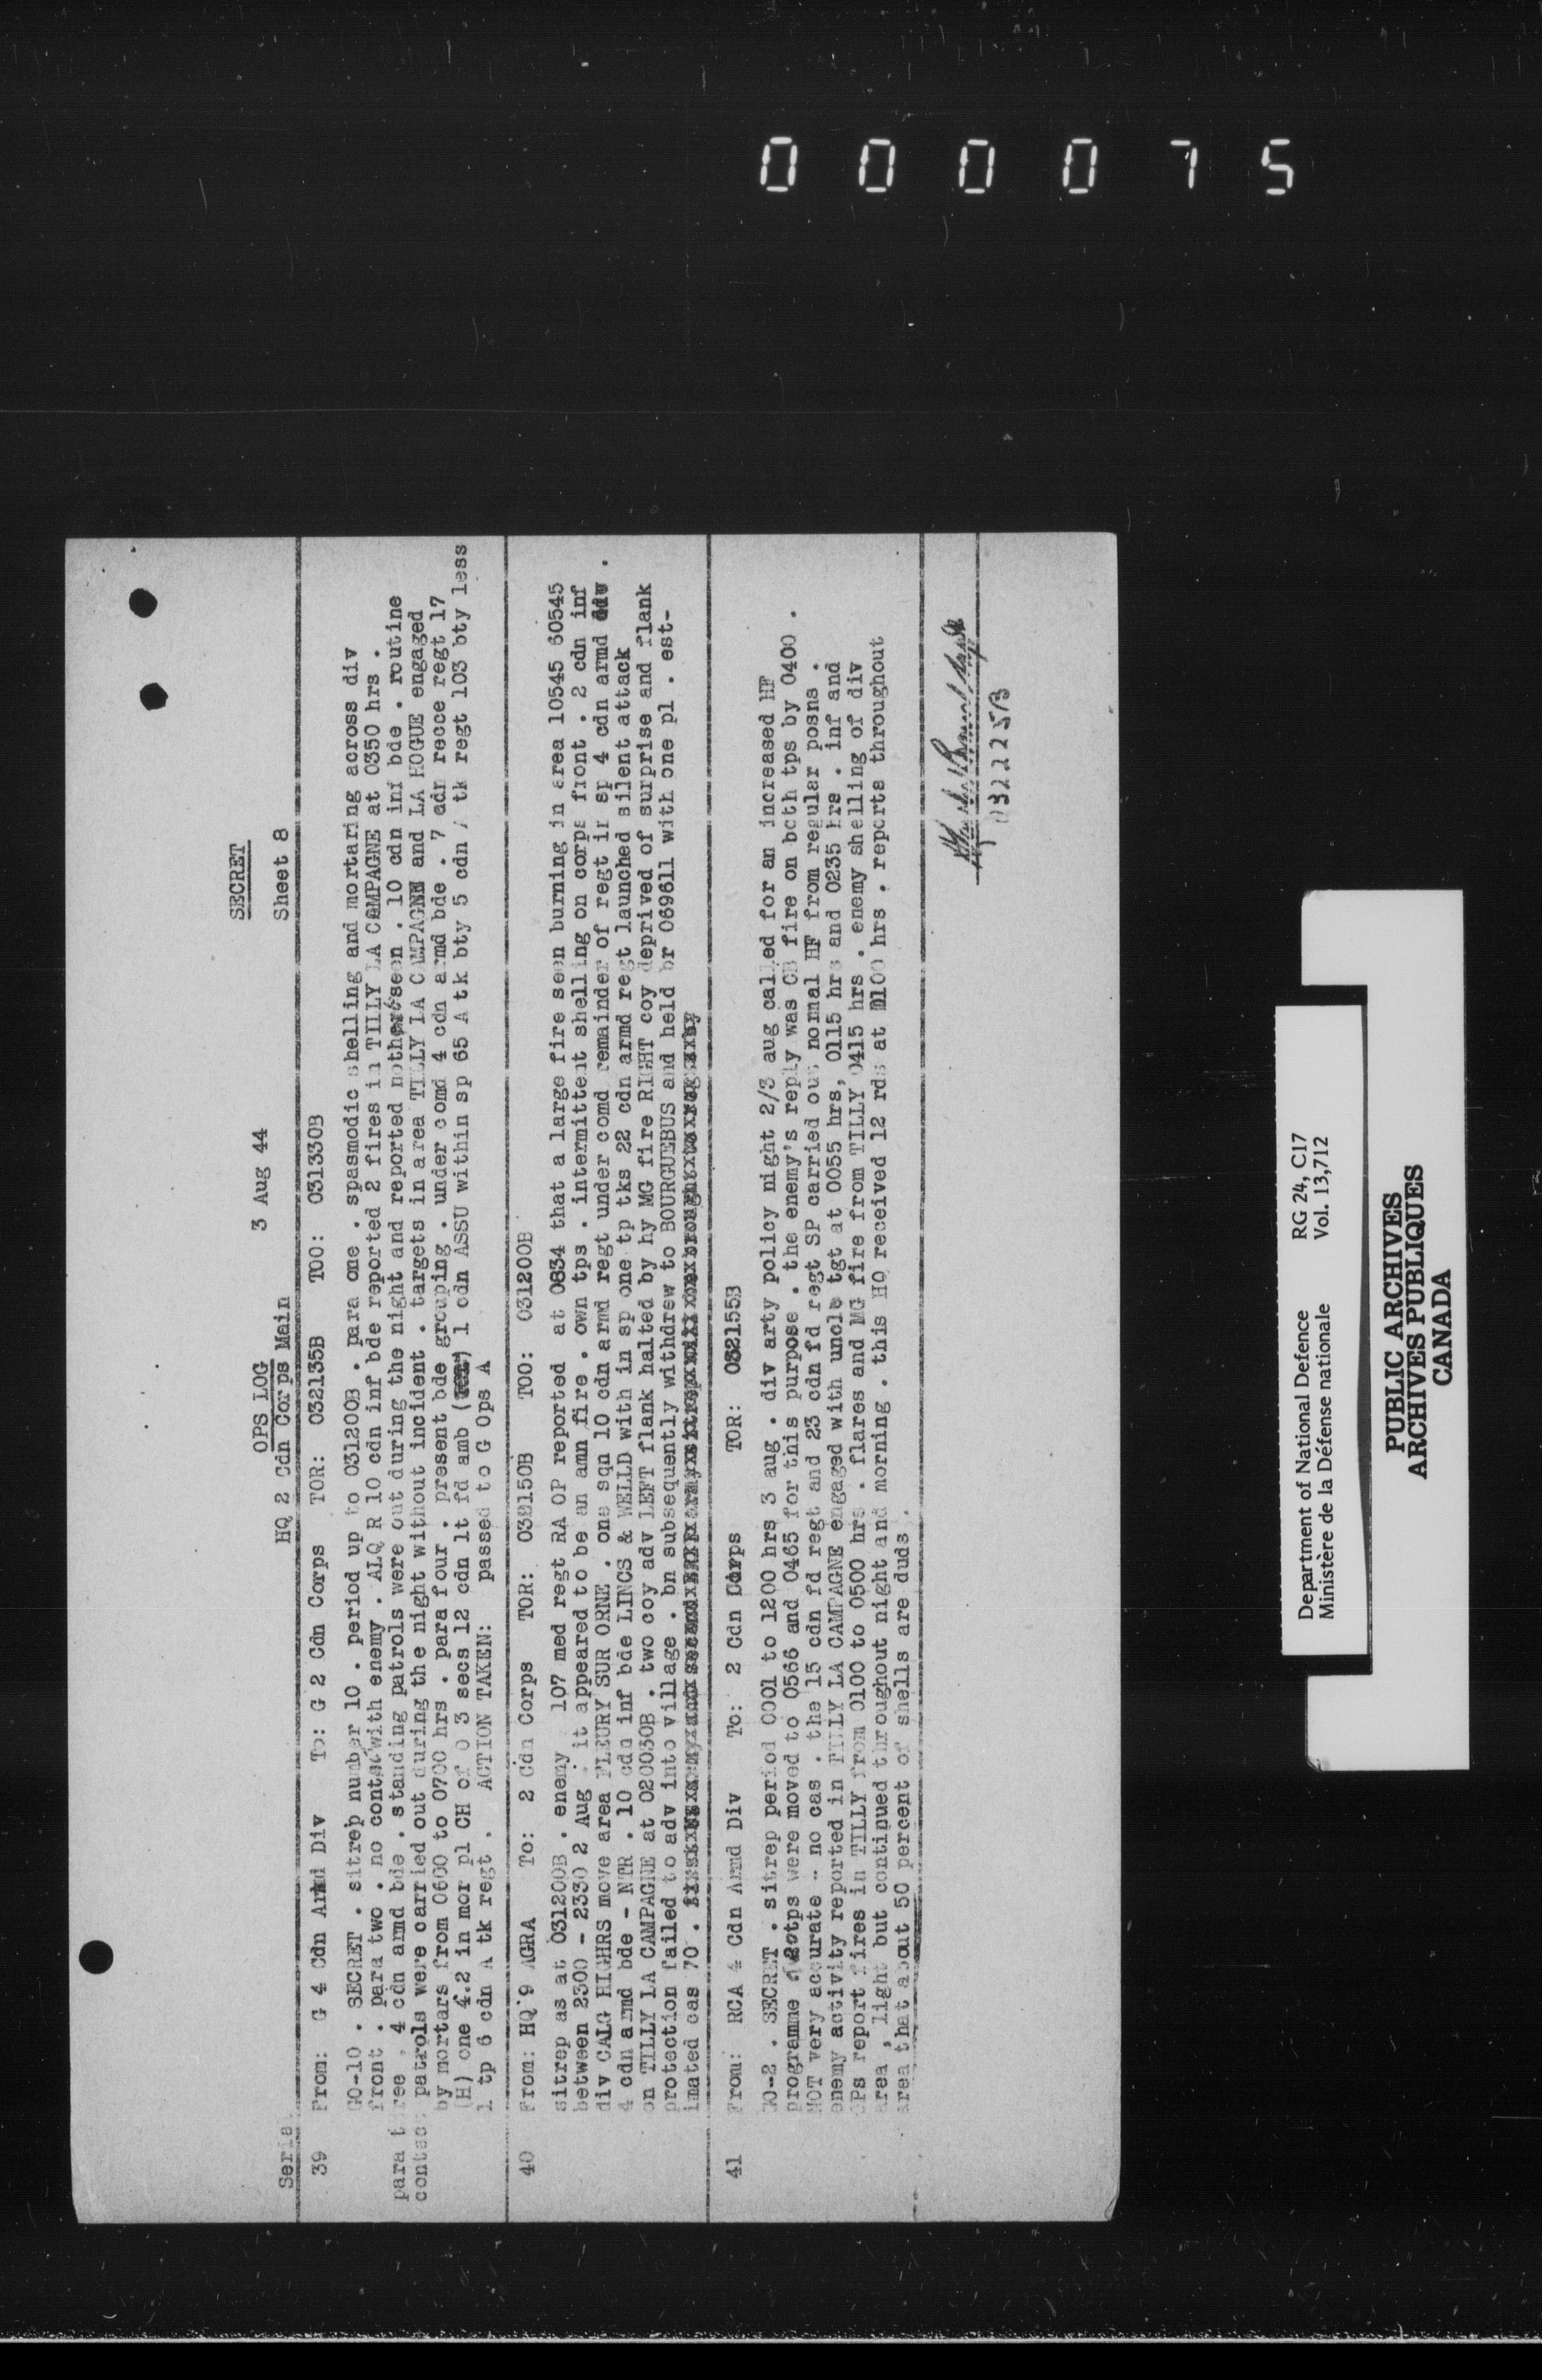 000075
SECRET
OPS LOG 3 Aug 44
HQ 2 Cdn Corps Main Sheet 8
Seria
39 From: G 4 Cdn Armd Div To: G 2 Cdn Corps TOR: 032135B TOO: 031330B
GO-10 . SECRET . sitrep number 10 . period up to 031200B . para one . spasmodic shelling and mortaring across div
front . para two . no contact with enemy . ALQ R 10 cdn inf bde reported 2 fires in TILLY LA CAMPAGNE at 0350 hrs .
para t ree . 4 cdn armd bde . standing patrols were out during the night and reported nothing seen . 10 cdn inf bde . routine
contac patrols were carried out during the night without incident . targets in area TILLY LA CAMPAGNE and LA HOGUE engaged
by mortars from 0600 to 0700 hrs . para four . present bde grouping . under comd 4 cdn armd bde . 7 adn recce regt 17
(H) one 4.2 in mor pl CH of O 3 secs 12 cdn lt fd amb 1 cdn ASSU within sp 65 A tk bty 5 cdn A tk regt 103 bty less
1 tp 6 cdn A tk regt . ACTION TAKEN: passed to G Ops A
40 From: HQ 9 AGRA To: 2 Cdn Corps TOR: 032150B TOO: 031200B
sitrep as at 031200B . enemy 107 med regt RA OP reported at 0834 that a large fire seen burning in area 10545 60545
between 2300 - 2330 2 Aug . it appeared to be an amn fire . own tps . intermittent shelling on corps front . 2 cdn inf
div CALG HIGHRS move area FLEURY SUR ORNE . one sqn 10 cdn armd regt under comd remainder of regt in sp 4 cdn armd div .
4 cdn armd bde - NTR . 10 cdn inf bde LINCS & WELLD with in sp one tp tks 22 cdn armd regt launched silent attack
on TILLY LA CAMPAGNE at 020030B . two coy adv LEFT flank halted by hy MG fire RIGHT coy deprived of surprise and flank
protection failed to adv into village . bn subsequently withdrew to BOURGUEBUS and held br 069611 with one pl . est-
imated cas 70 .
41 From: RCA 4 Cdn Armd Div To: 2 Cdn Corps TOR: 032155B
GO-2 . SECRET . sitrep period 0001 to 1200 hrs 3 aug . div arty policy night 2/3 aug called for an increased HF
programme . 2 tps were moved to 0566 and 0465 for this purpose . the enemy's reply was CB fire on both tps by 0400 .
NOT very accurate - no cas . the 15 cdn fd regt and 23 cdn fd regt SP carried out normal HF from regular posns .
enemy activity reported in TILLY LA CAMPAGNE engaged with uncle tgt at 0055 hrs, 0115 hrs and 0235 hrs . inf and
OPs report fires in TILLY from 0100 to 0500 hrs . flares and MG fire from TILLY 0415 hrs . enemy shelling of div
area , light but continued throughout night and morning . this HQ received 12 rds at 1100 hrs . reports throughout
area that about 50 percent of shells are duds .
032225B
Department of National Defence RG 24, C17
Ministère de la Défense nationale Vol. 13,712
PUBLIC ARCHIVES
ARCHIVES PUBLIQUES
CANADA